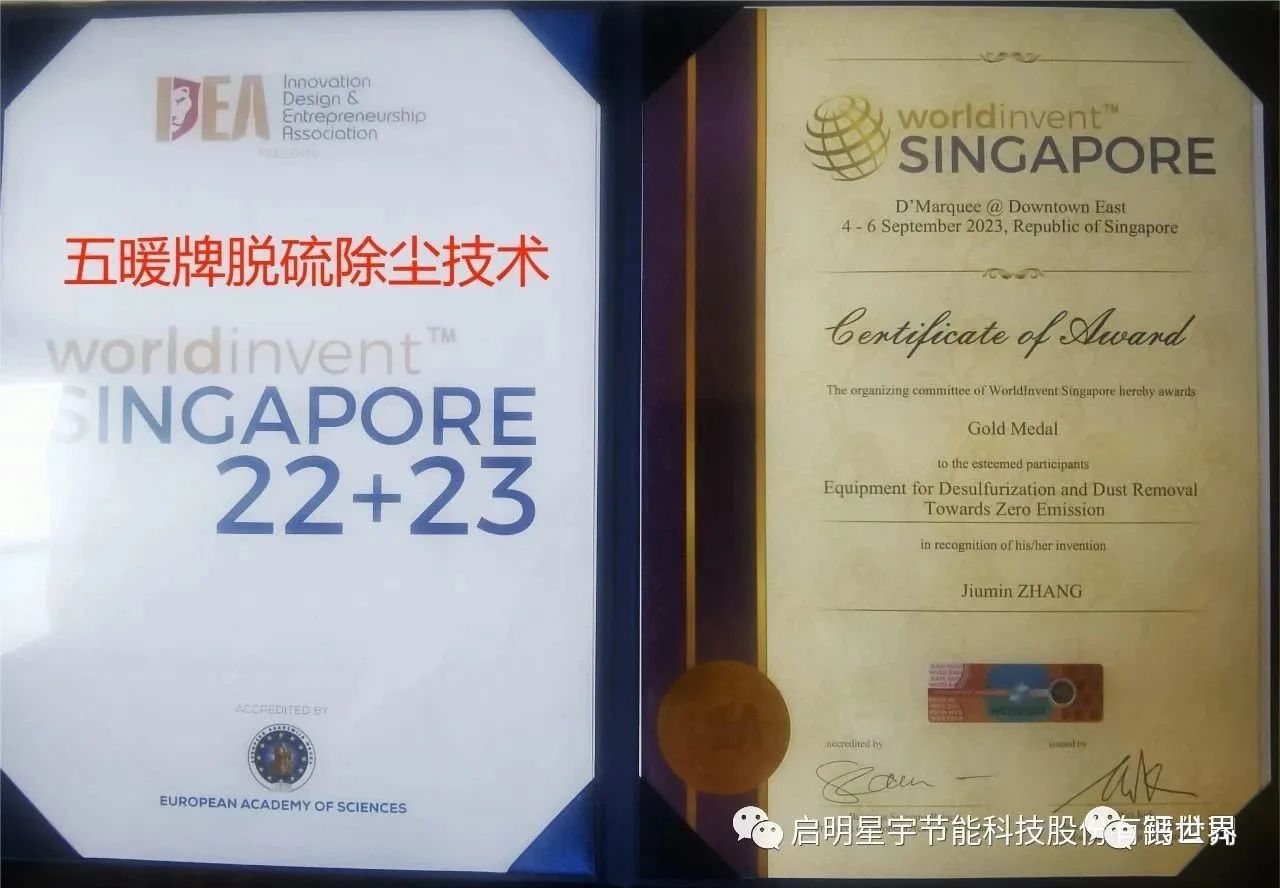 IDEA
Innovation
Design &
Entrepreneurship
Association
PRESENTS
五暖牌脱硫除尘技术
worldinvent™
SINGAPORE
22+23
ACCREDITED BY
EUROPEAN ACADEMY OF SCIENCES
worldinvent™
SINGAPORE
D'Marquee @ Downtown East
4 - 6 September 2023, Republic of Singapore
Certificate of Award
The organizing committee of WorldInvent Singapore hereby awards
Gold Medal
to the esteemed participants
Equipment for Desulfurization and Dust Removal
Towards Zero Emission
in recognition of his/her invention
Jiumin ZHANG
accredited by
issued by
启明星宇节能科技股份有
世界